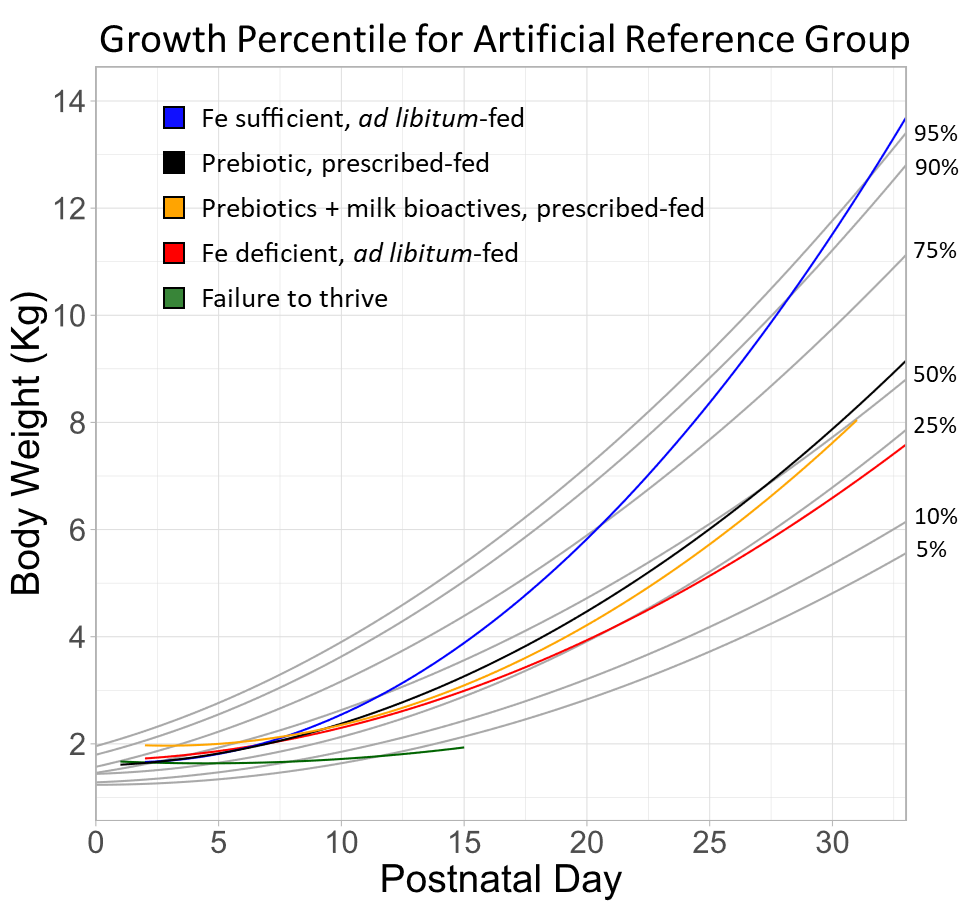 Growth Percentile for Artificial Reference Group
Fe sufficient, ad libitum-fed
Prebiotic, prescribed-fed
Prebiotics + milk bioactives, prescribed-fed
Fe deficient, ad libitum-fed
Failure to thrive
Body Weight (Kg)
14
12
10
8
6
4
2
95%
90%
75%
50%
25%
10%
5%
0 5 10 15 20 25 30
Postnatal Day